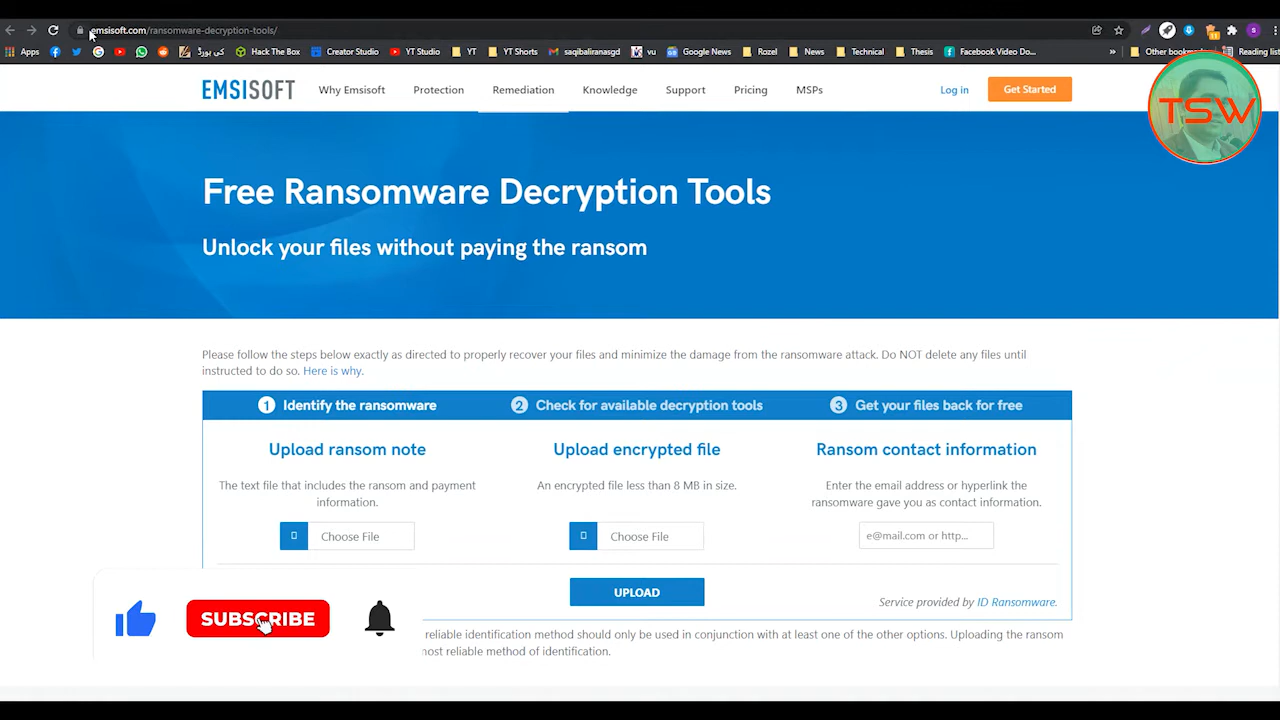 emsisoft.com/ransomware-decryption-tools/
Apps YT Studio Hack The Box Creator Studio YT Studio YT YT Shorts saqibaliranasgd vu Google News Rozel News Technical Thesis Facebook Video Do... » Other bookmarks Reading list
EMSISOFT Why Emsisoft Protection Remediation Knowledge Support Pricing MSPs Log in Get Started
TSW
Free Ransomware Decryption Tools
Unlock your files without paying the ransom
Please follow the steps below exactly as directed to properly recover your files and minimize the damage from the ransomware attack. Do NOT delete any files until
instructed to do so. Here is why.
1 Identify the ransomware 2 Check for available decryption tools 3 Get your files back for free
Upload ransom note Upload encrypted file Ransom contact information
The text file that includes the ransom and payment An encrypted file less than 8 MB in size. Enter the email address or hyperlink the
information. ransomware gave you as contact information.
Choose File Choose File e@mail.com or http...
UPLOAD
Service provided by ID Ransomware.
SUBSCRIBE
reliable identification method should only be used in conjunction with at least one of the other options. Uploading the ransom
most reliable method of identification.